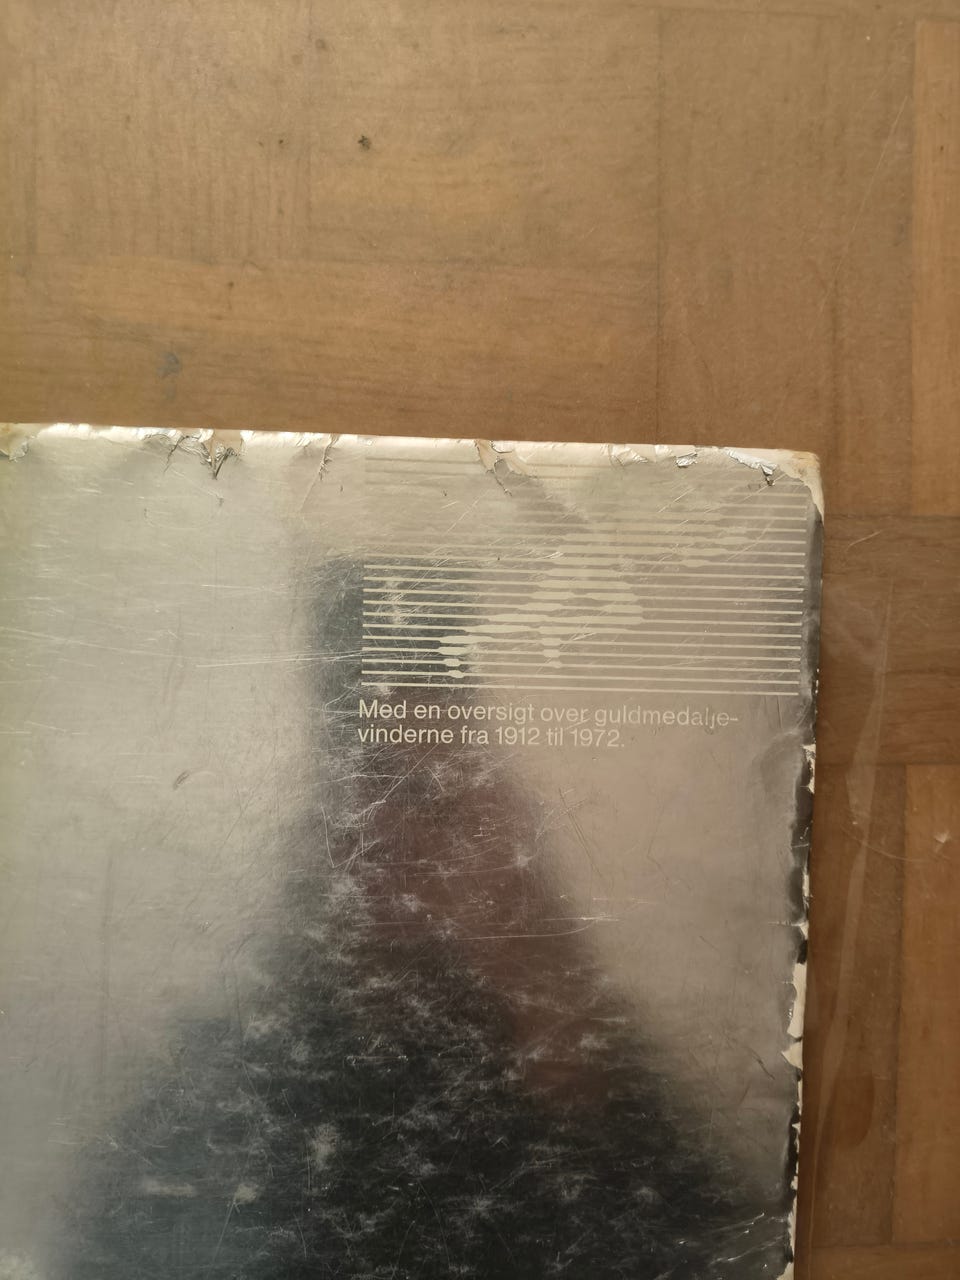 Med en oversigt over guldmedalje-
vinderne fra 1912 til 1972.